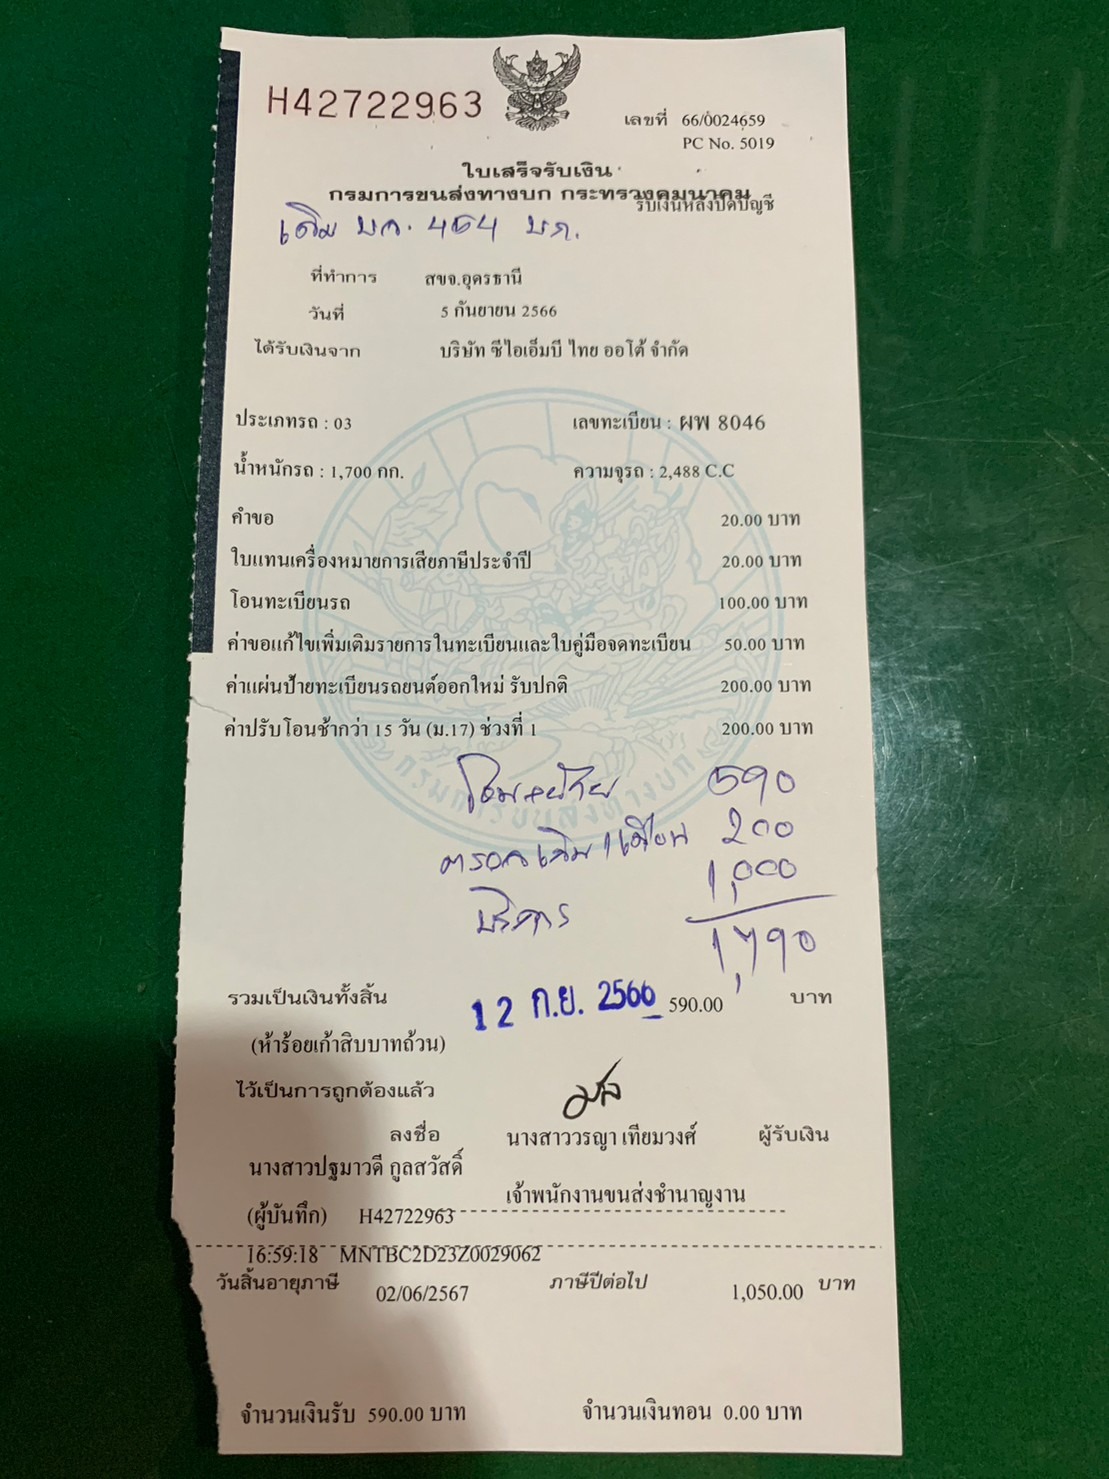 H42722963
เลขที่ 66/0024659
PC No. 5019
ใบเสร็จรับเงิน
กรมการขนส่งทางบก กระทรวงคมนาคม
รับเงินหลังปิดบัญชี
เดิม บก. 464 บก.
ที่ทำการ สขจ.อุดรธานี
วันที่ 5 กันยายน 2566
ได้รับเงินจาก บริษัท ซีไอเอ็มบี ไทย ออโต้ จำกัด
ประเภทรถ : 03 เลขทะเบียน : ผพ 8046
น้ำหนักรถ : 1,700 กก. ความจุรถ : 2,488 C.C
คำขอ 20.00 บาท
ใบแทนเครื่องหมายการเสียภาษีประจำปี 20.00 บาท
โอนทะเบียนรถ 100.00 บาท
ค่าขอแก้ไขเพิ่มเติมรายการในทะเบียนและใบคู่มือจดทะเบียน 50.00 บาท
ค่าแผ่นป้ายทะเบียนรถยนต์ออกใหม่ รับปกติ 200.00 บาท
ค่าปรับโอนช้ากว่า 15 วัน (ม.17) ช่วงที่ 1 200.00 บาท
กรมการขนส่งทางบก
590
200
1,000
บริการ
1,790
รวมเป็นเงินทั้งสิ้น 12 ก.ย. 2566 590.00 บาท
(ห้าร้อยเก้าสิบบาทถ้วน)
ไว้เป็นการถูกต้องแล้ว
ลงชื่อ นางสาววรญา เทียมวงศ์ ผู้รับเงิน
นางสาวปฐมาวดี กูลสวัสดิ์
เจ้าพนักงานขนส่งชำนาญงาน
(ผู้บันทึก) H42722963
16:59:18 MNTBC2D23Z0029062
วันสิ้นอายุภาษี 02/06/2567 ภาษีปีต่อไป 1,050.00 บาท
จำนวนเงินรับ 590.00 บาท จำนวนเงินทอน 0.00 บาท